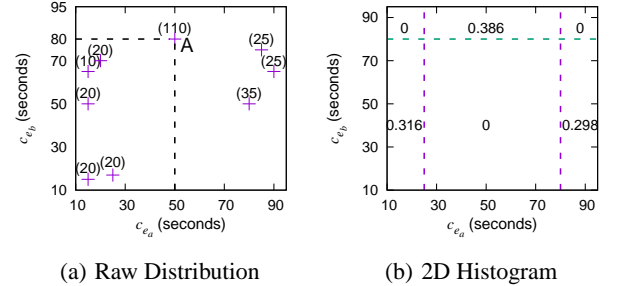 (110)
80
A
(20)
(25)
70
(10)
(25)
50
(20)
(35)
(20)
(20)
10
10 30 50 70 90
c_{e_b} (seconds)
c_{e_a} (seconds)
(a) Raw Distribution
90
0 0.386 0
70
50
0.316 0 0.298
30
10
10 30 50 70 90
c_{e_b} (seconds)
c_{e_a} (seconds)
(b) 2D Histogram